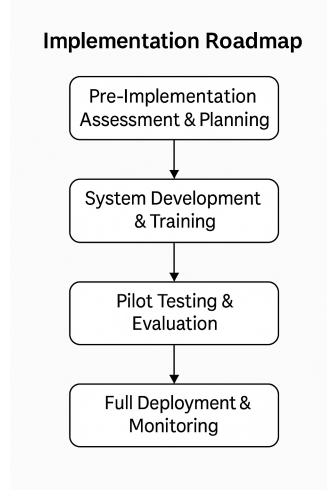 Implementation Roadmap
Pre-Implementation
Assessment & Planning
System Development
& Training
Pilot Testing &
Evaluation
Full Deployment &
Monitoring